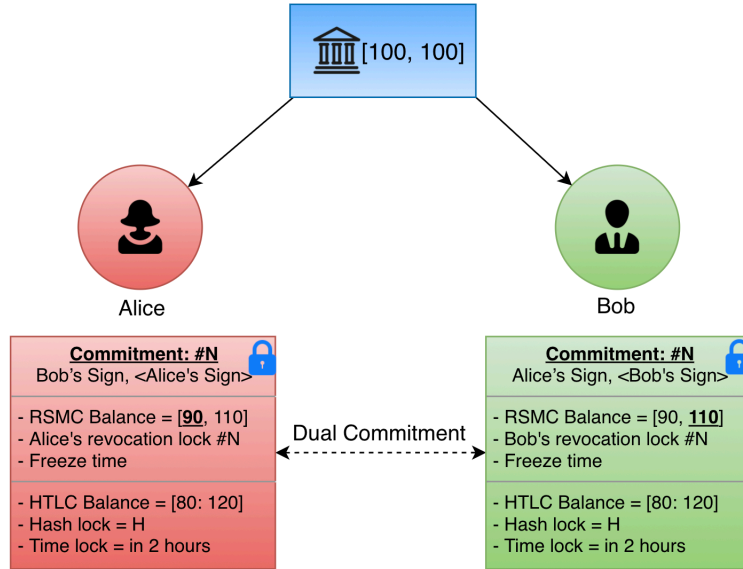 [100, 100]
Alice
Bob
Commitment: #N
Bob's Sign, <Alice's Sign>
- RSMC Balance = [90, 110]
- Alice's revocation lock #N
- Freeze time
- HTLC Balance = [80: 120]
- Hash lock = H
- Time lock = in 2 hours
Dual Commitment
Commitment: #N
Alice's Sign, <Bob's Sign>
- RSMC Balance = [90, 110]
- Bob's revocation lock #N
- Freeze time
- HTLC Balance = [80: 120]
- Hash lock = H
- Time lock = in 2 hours